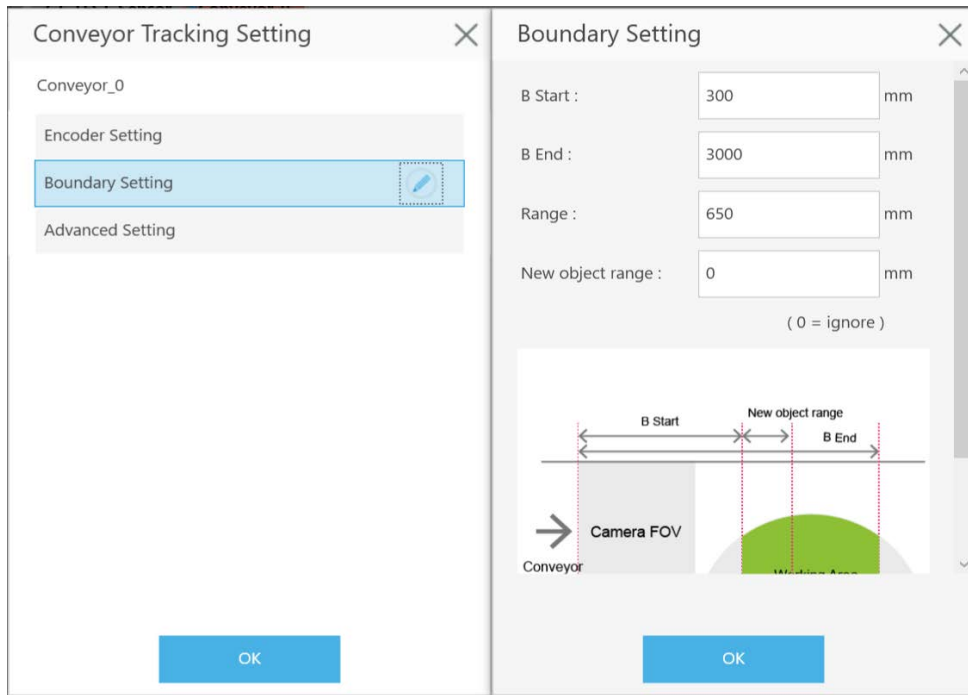 Conveyor Tracking Setting
Conveyor_0
Encoder Setting
Boundary Setting
Advanced Setting
OK
Boundary Setting
B Start : 300 mm
B End : 3000 mm
Range : 650 mm
New object range : 0 mm
( 0 = ignore )
B Start
New object range
B End
Camera FOV
Conveyor
OK